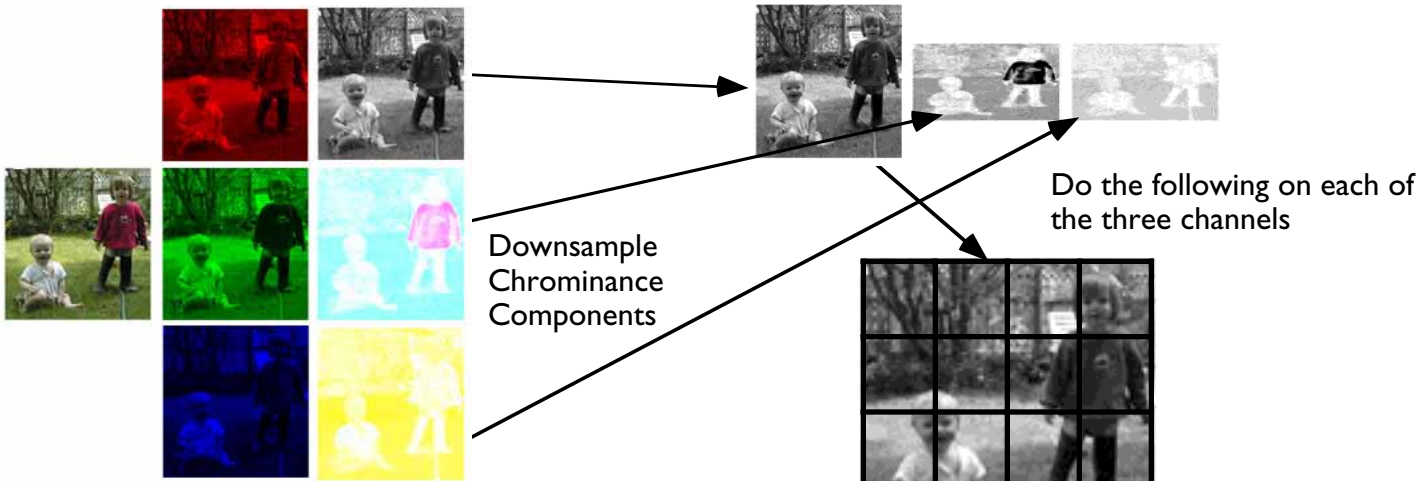 Downsample
Chrominance
Components
Do the following on each of
the three channels